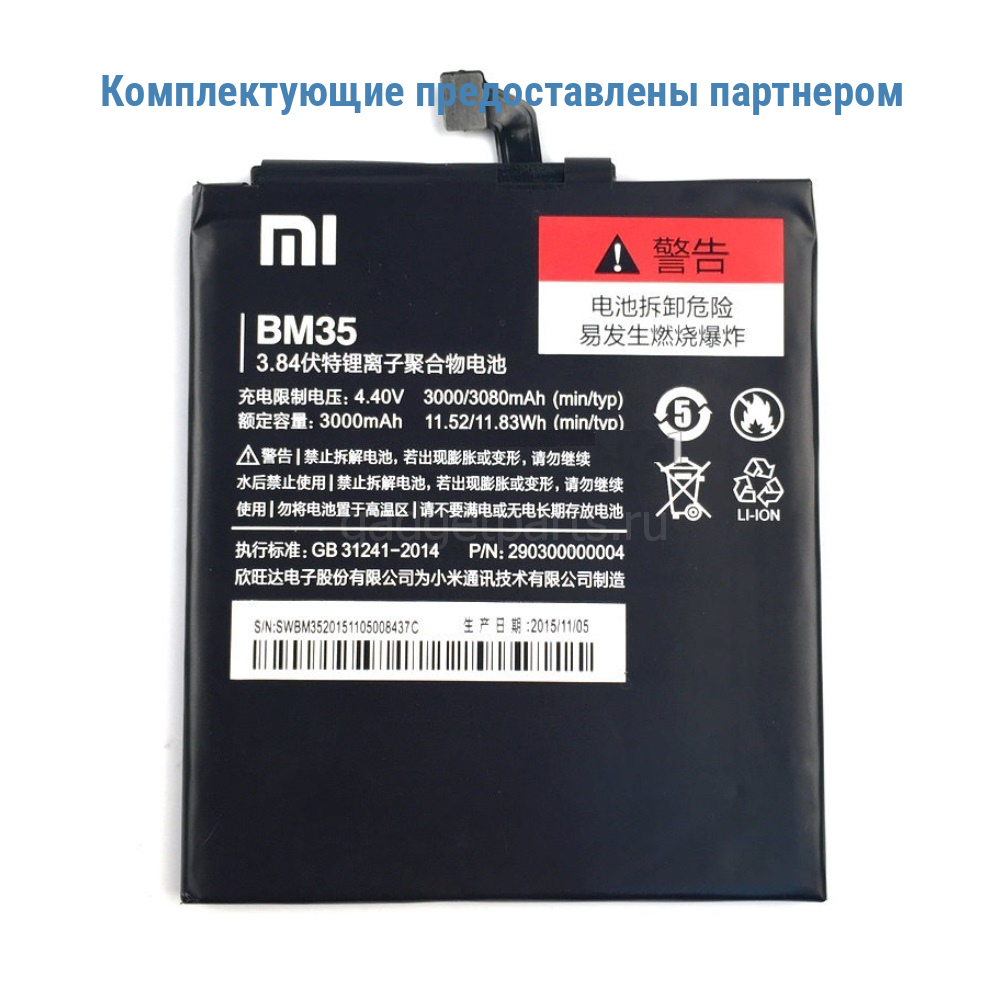 Комплектующие предоставлены партнером
MI
警告
电池拆卸危险
易发生燃烧爆炸
BM35
3.84伏特锂离子聚合物电池
充电限制电压: 4.40V 3000/3080mAh (min/typ)
额定容量: 3000mAh 11.52/11.83Wh (min/typ)
5
警告 | 禁止拆解电池，若出现膨胀或变形，请勿继续
水后禁止使用 | 禁止拆解电池，若出现膨胀或变形，请勿继续
使用 | 勿将电池置于高温区 | 请不要满电或无电长期存放电池
LI-ION
gadgetparts.ru
执行标准: GB 31241-2014 P/N: 290300000004
欣旺达电子股份有限公司为小米通讯技术有限公司制造
S/N:SWBM3520151105008437C 生产日期:2015/11/05